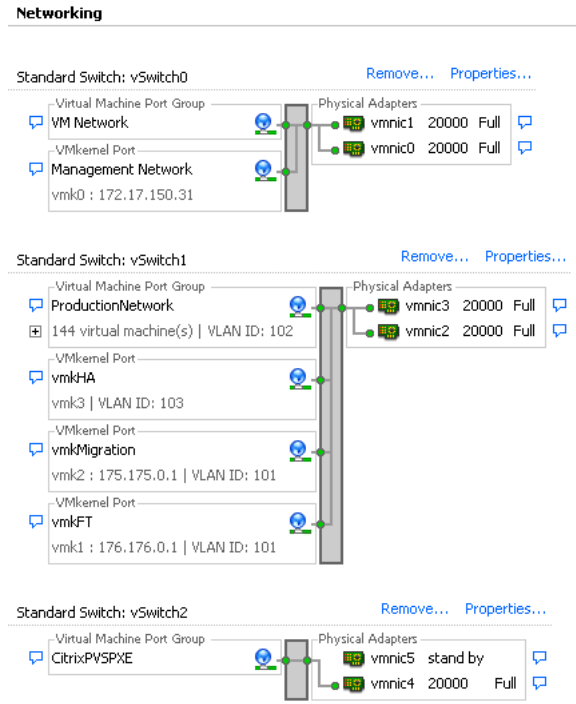 Networking
Standard Switch: vSwitch0 Remove... Properties...
Virtual Machine Port Group Physical Adapters
VM Network vmnic1 20000 Full
vmnic0 20000 Full
VMkernel Port
Management Network
vmk0 : 172.17.150.31
Standard Switch: vSwitch1 Remove... Properties...
Virtual Machine Port Group Physical Adapters
ProductionNetwork vmnic3 20000 Full
144 virtual machine(s) | VLAN ID: 102 vmnic2 20000 Full
VMkernel Port
vmkHA
vmk3 | VLAN ID: 103
VMkernel Port
vmkMigration
vmk2 : 175.175.0.1 | VLAN ID: 101
VMkernel Port
vmkFT
vmk1 : 176.176.0.1 | VLAN ID: 101
Standard Switch: vSwitch2 Remove... Properties...
Virtual Machine Port Group Physical Adapters
CitrixPVSPXE vmnic5 stand by
vmnic4 20000 Full